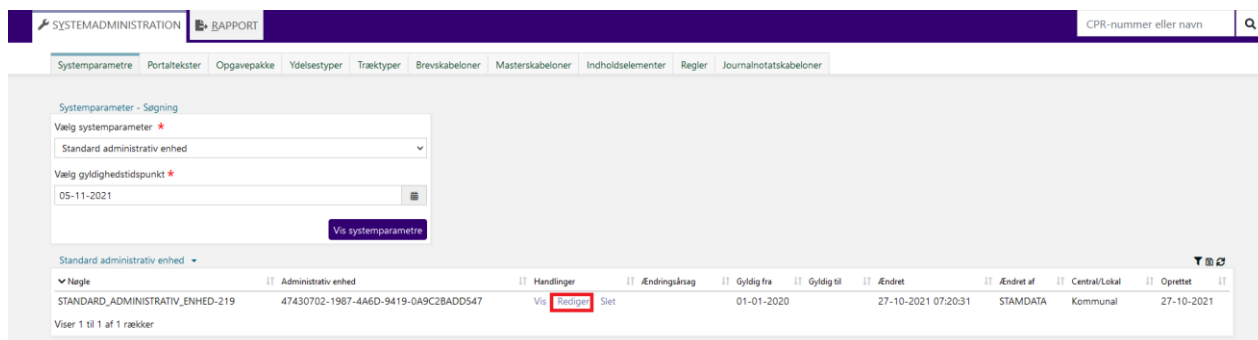 SYSTEMADMINISTRATION RAPPORT CPR-nummer eller navn
Systemparametre Portaltekster Opgavepakke Ydelsestyper Træktyper Brevskabeloner Masterskabeloner Indholdselementer Regler Journalnotatskabeloner
Systemparameter - Søgning
Vælg systemparameter *
Standard administrativ enhed
Vælg gyldighedstidspunkt *
05-11-2021
Vis systemparametre
Standard administrativ enhed
Nøgle Administrativ enhed Handlinger Ændringsårsag Gyldig fra Gyldig til Ændret Ændret af Central/Lokal Oprettet
STANDARD_ADMINISTRATIV_ENHED-219 47430702-1987-4A6D-9419-0A9C2BADD547 Vis Rediger Slet 01-01-2020 27-10-2021 07:20:31 STAMDATA Kommunal 27-10-2021
Viser 1 til 1 af 1 rækker